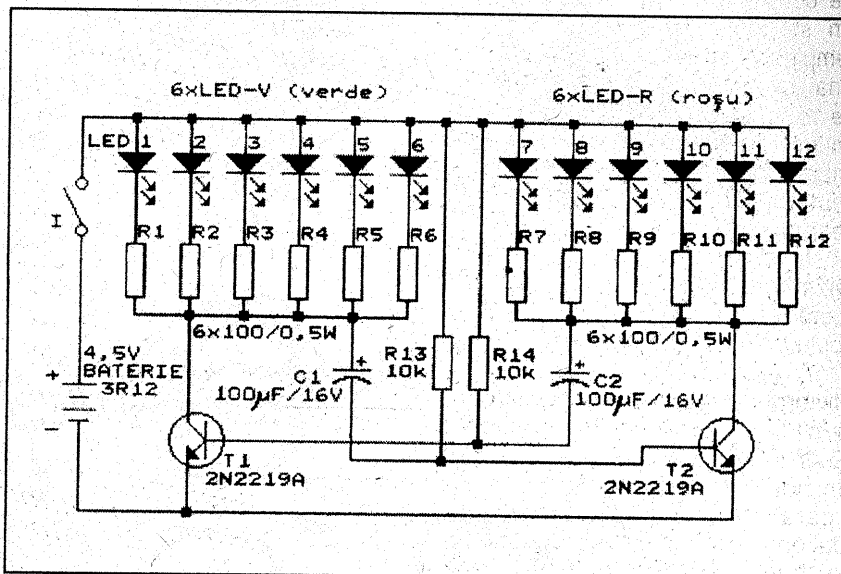 6xLED-V (verde)
6xLED-R (roşu)
LED 1 2 3 4 5 6
7 8 9 10 11 12
I
R1 R2 R3 R4 R5 R6
R7 R8 R9 R10 R11 R12
6x100/0,5W
6x100/0,5W
4,5V
BATERIE
3R12
+
-
C1
+
100µF/16V
R13
10k
R14
10k
+
C2
100µF/16V
T1
2N2219A
T2
2N2219A